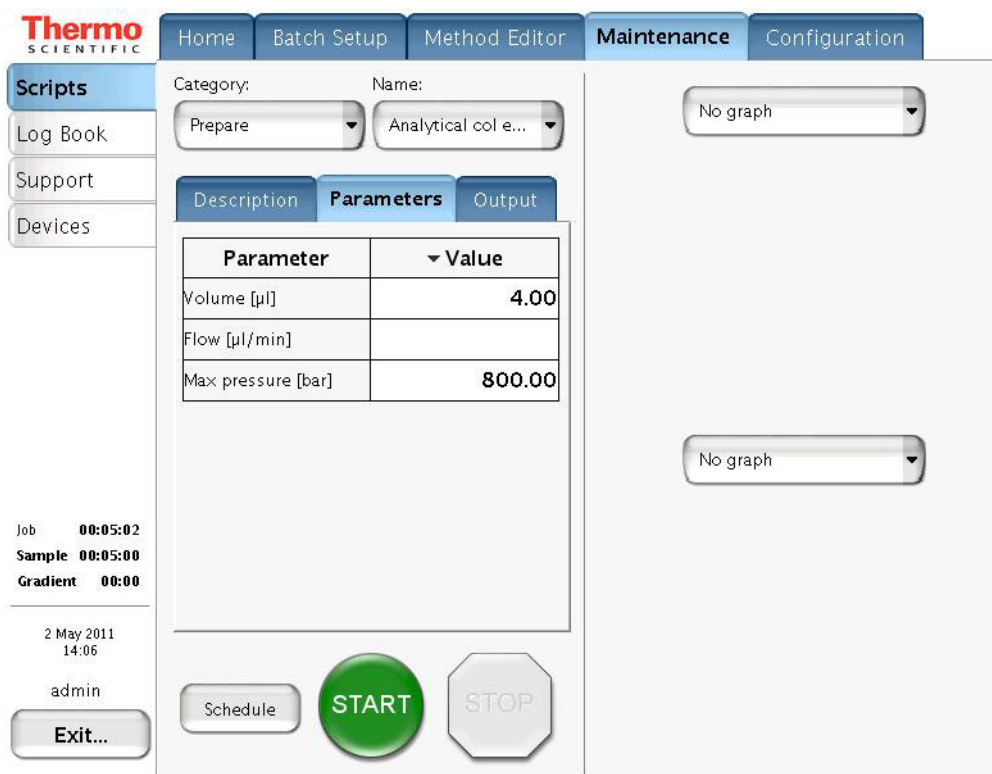 Thermo
SCIENTIFIC
Home
Batch Setup
Method Editor
Maintenance
Configuration
Scripts
Log Book
Support
Devices
Category:
Name:
Prepare
Analytical col e...
Description
Parameters
Output
Parameter
Value
Volume [µl]
4.00
Flow [µl/min]
Max pressure [bar]
800.00
No graph
No graph
Job 00:05:02
Sample 00:05:00
Gradient 00:00
2 May 2011
14:06
admin
Exit...
Schedule
START
STOP